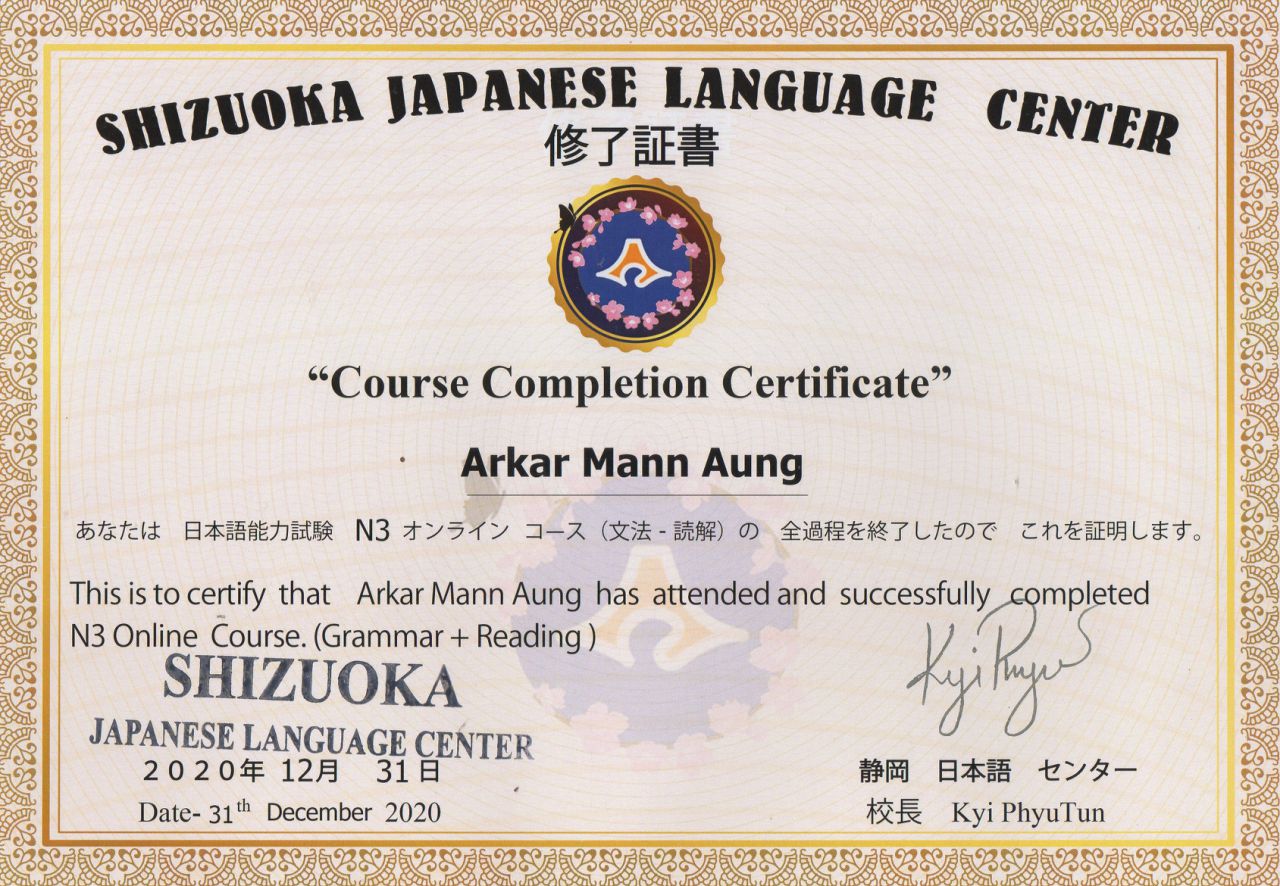 SHIZUOKA JAPANESE LANGUAGE CENTER
修了証書
“Course Completion Certificate”
Arkar Mann Aung
あなたは 日本語能力試験 N3 オンライン コース（文法 - 読解）の 全過程を終了したので これを証明します。
This is to certify that Arkar Mann Aung has attended and successfully completed
N3 Online Course. (Grammar + Reading )
Kyi Phyu
SHIZUOKA
JAPANESE LANGUAGE CENTER
２０２０年 12月 31日
静岡 日本語 センター
Date- 31th December 2020
校長 Kyi PhyuTun